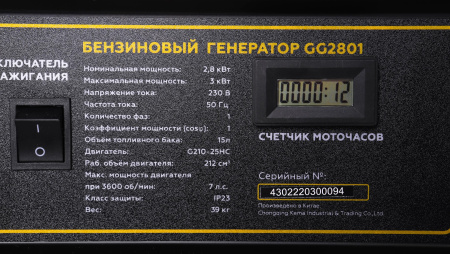 БЕНЗИНОВЫЙ ГЕНЕРАТОР GG2801
КЛЮЧАТЕЛЬ
АЖИГАНИЯ
Номинальная мощность: 2,8 кВт
Максимальная мощность: 3 кВт
Напряжение тока: 230 В
Частота тока: 50 Гц
Количество фаз: 1
Коэффициент мощности (cosφ): 1
Объём топливного бака: 15л
Двигатель: G210-25HC
Раб. объём двигателя: 212 см³
Мах. мощность двигателя
при 3600 об/мин: 7 л.с.
Класс защиты: IP23
Вес: 39 кг
0000:12
СЧЕТЧИК МОТОЧАСОВ
Серийный №:
4302220300094
Произведено в Китае
Chongqing Kama Industrial & Trading Co.,Ltd.